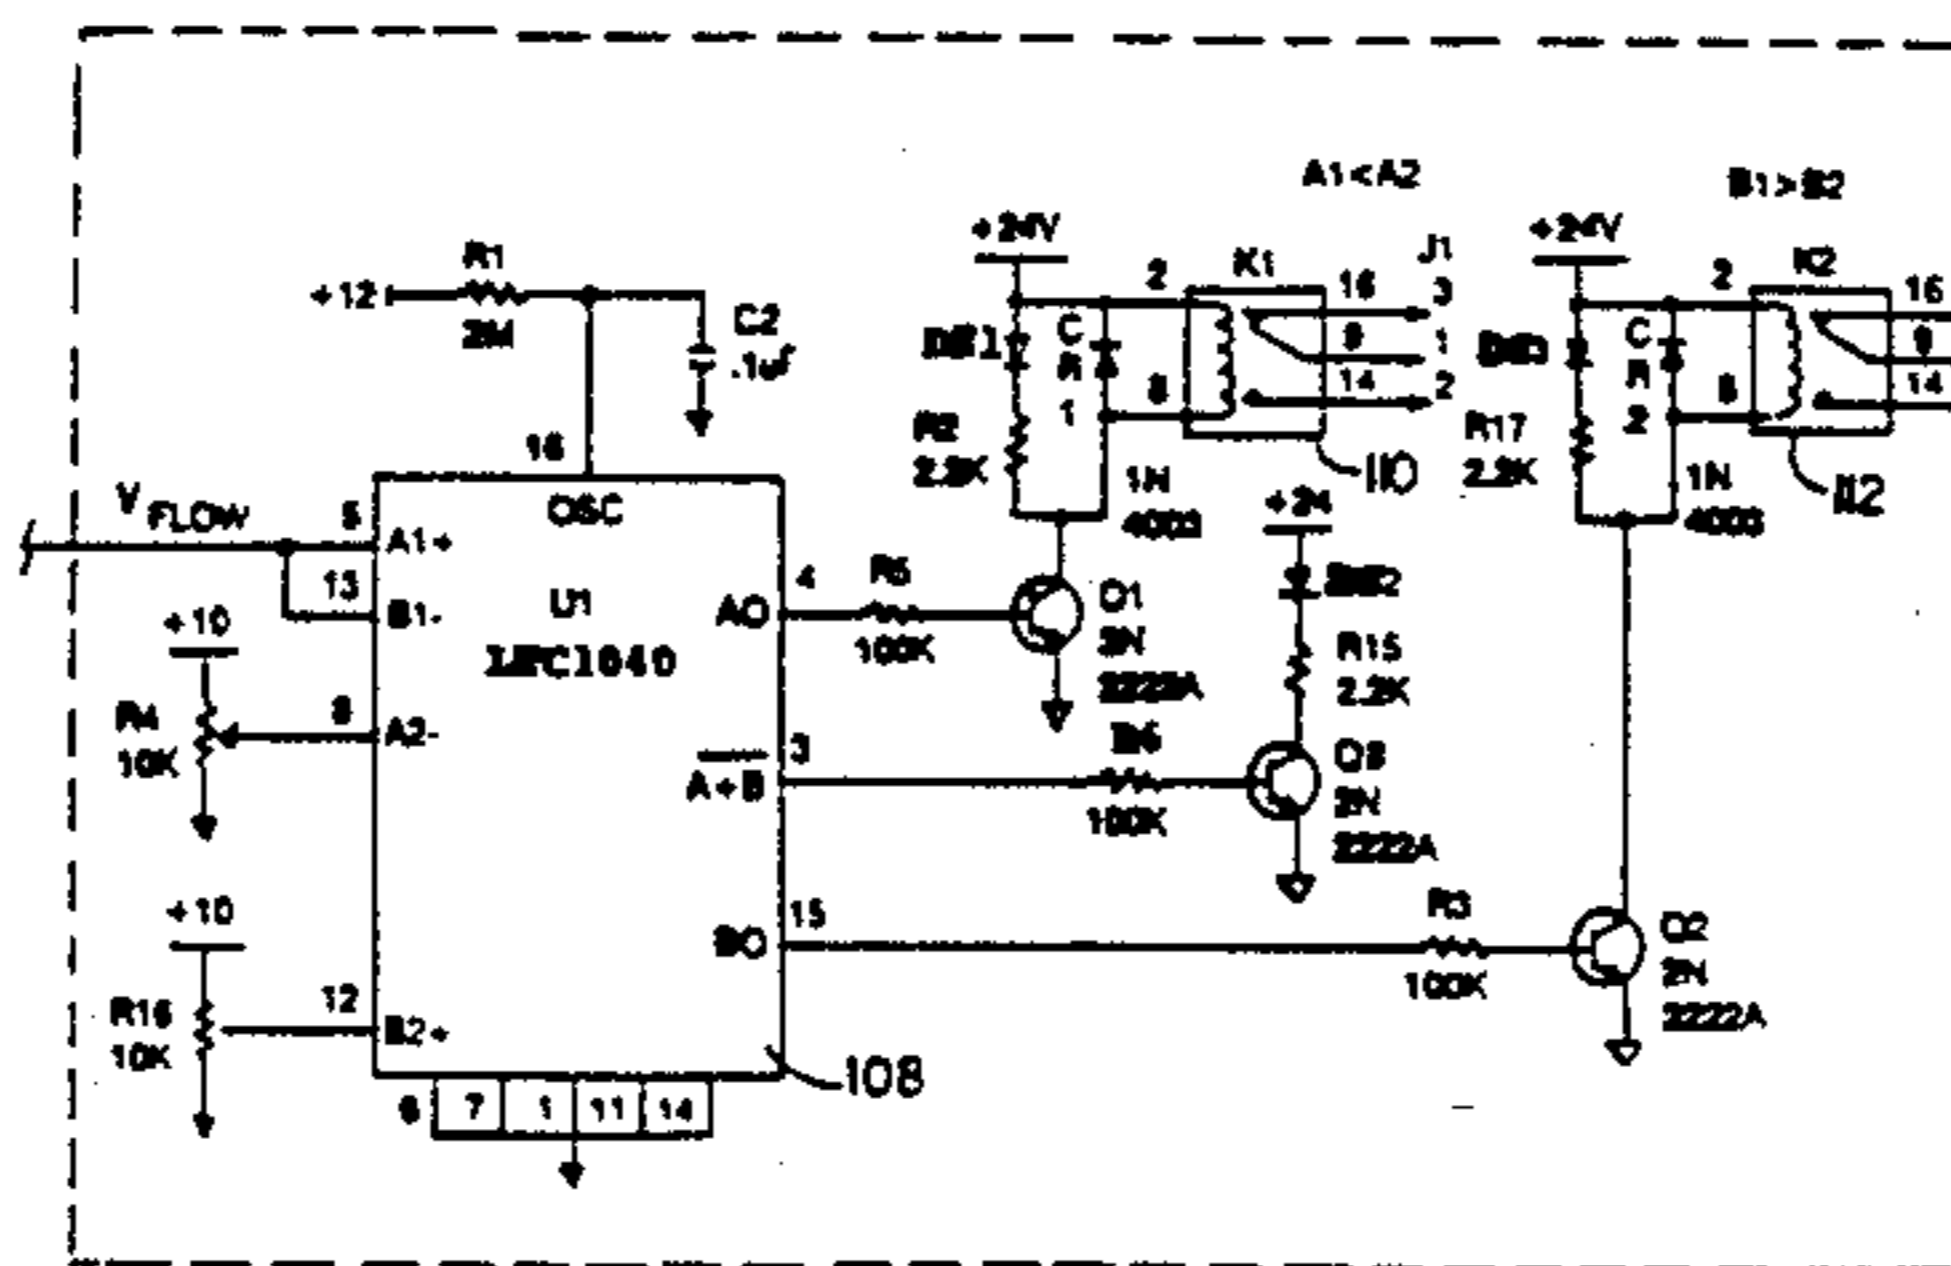 A1<A2
B1>B2
+24V
+24V
R1
+12
2M
C2
.1uF
2
K1
J1
16
3
9
1
14
2
8
C
R
1
R2
2.2K
1N
4003
110
2
K2
16
9
14
8
C
R
2
R17
2.2K
1N
4003
112
16
OSC
V FLOW
5
A1+
13
B1-
U1
AO
4
R5
100K
Q1
2N
2222A
+24
R15
2.2K
+10
R4
10K
8
A2-
A+B
3
100K
2N
2222A
+10
R16
10K
12
B2+
BO
15
R3
100K
Q2
2N
2222A
108
6
7
1
11
14